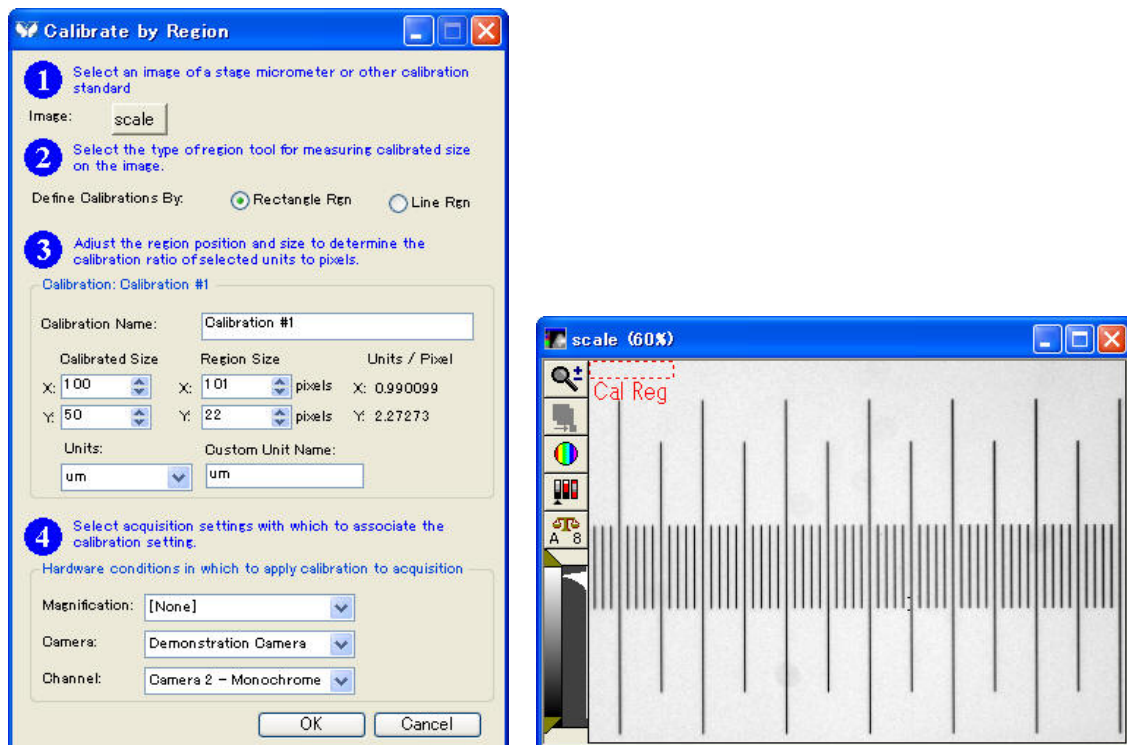 Calibrate by Region
1
Select an image of a stage micrometer or other calibration
standard
Image:
scale
2
Select the type of region tool for measuring calibrated size
on the image.
Define Calibrations By:
Rectangle Rgn
Line Rgn
3
Adjust the region position and size to determine the
calibration ratio of selected units to pixels.
Calibration: Calibration #1
Calibration Name:
Calibration #1
Calibrated Size
Region Size
Units / Pixel
X: 100
X: 101 pixels
X: 0.990099
Y: 50
Y: 22 pixels
Y: 2.27273
Units:
Custom Unit Name:
um
um
4
Select acquisition settings with which to associate the
calibration setting.
Hardware conditions in which to apply calibration to acquisition
Magnification:
[None]
Camera:
Demonstration Camera
Channel:
Camera 2 - Monochrome
OK
Cancel
scale (60%)
Cal Reg
A 8